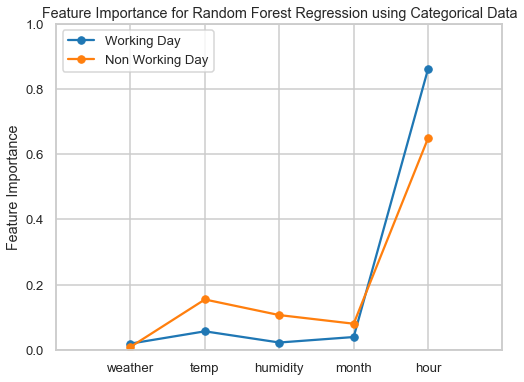 Feature Importance for Random Forest Regression using Categorical Data
Working Day
Non Working Day
Feature Importance
1.0
0.8
0.6
0.4
0.2
0.0
weather temp humidity month hour